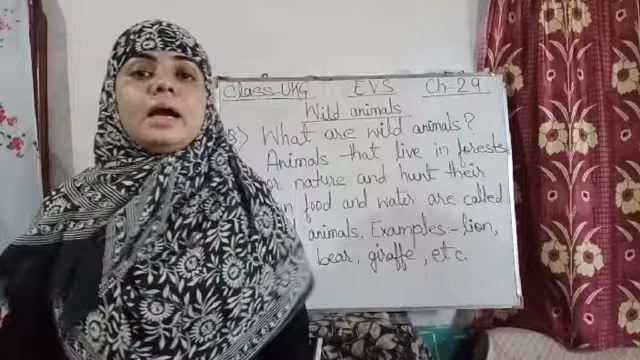 Class-UKG EVS Ch-29
Wild animals
Q) What are wild animals?
Animals that live in forests
or nature and hunt their
food and water are called
animals. Examples:- lion,
bear, giraffe, etc.